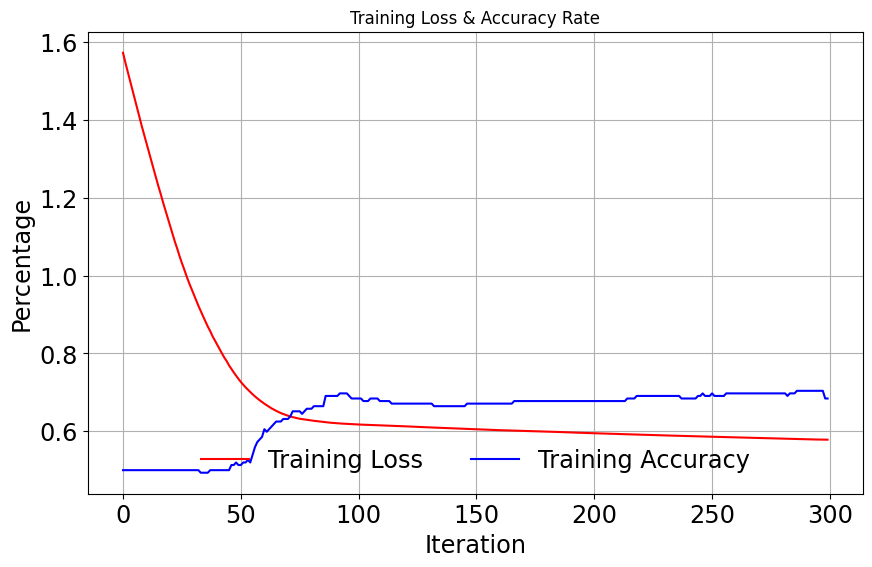 Training Loss & Accuracy Rate
1.6
1.4
1.2
1.0
0.8
0.6
Percentage
Training Loss Training Accuracy
0 50 100 150 200 250 300
Iteration